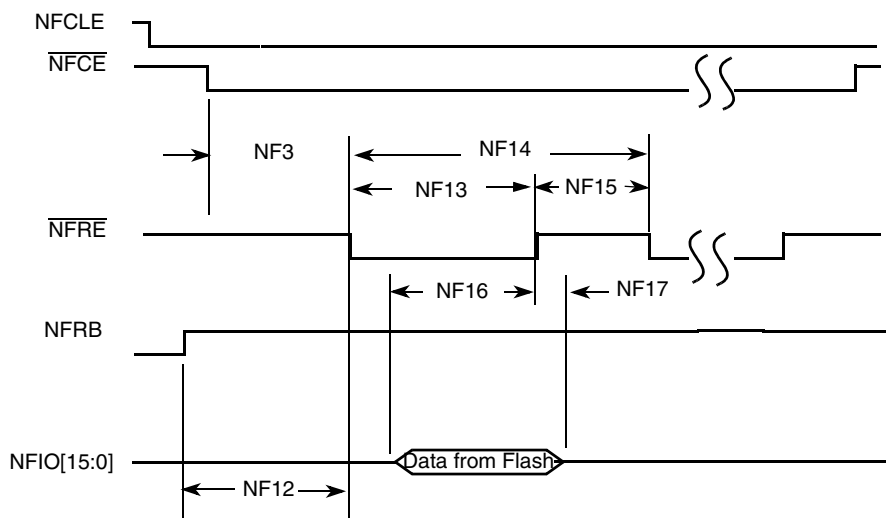 NFCLE
NFCE
NF3
NF14
NF13
NF15
NFRE
NF16
NF17
NFRB
NFIO[15:0]
Data from Flash
NF12